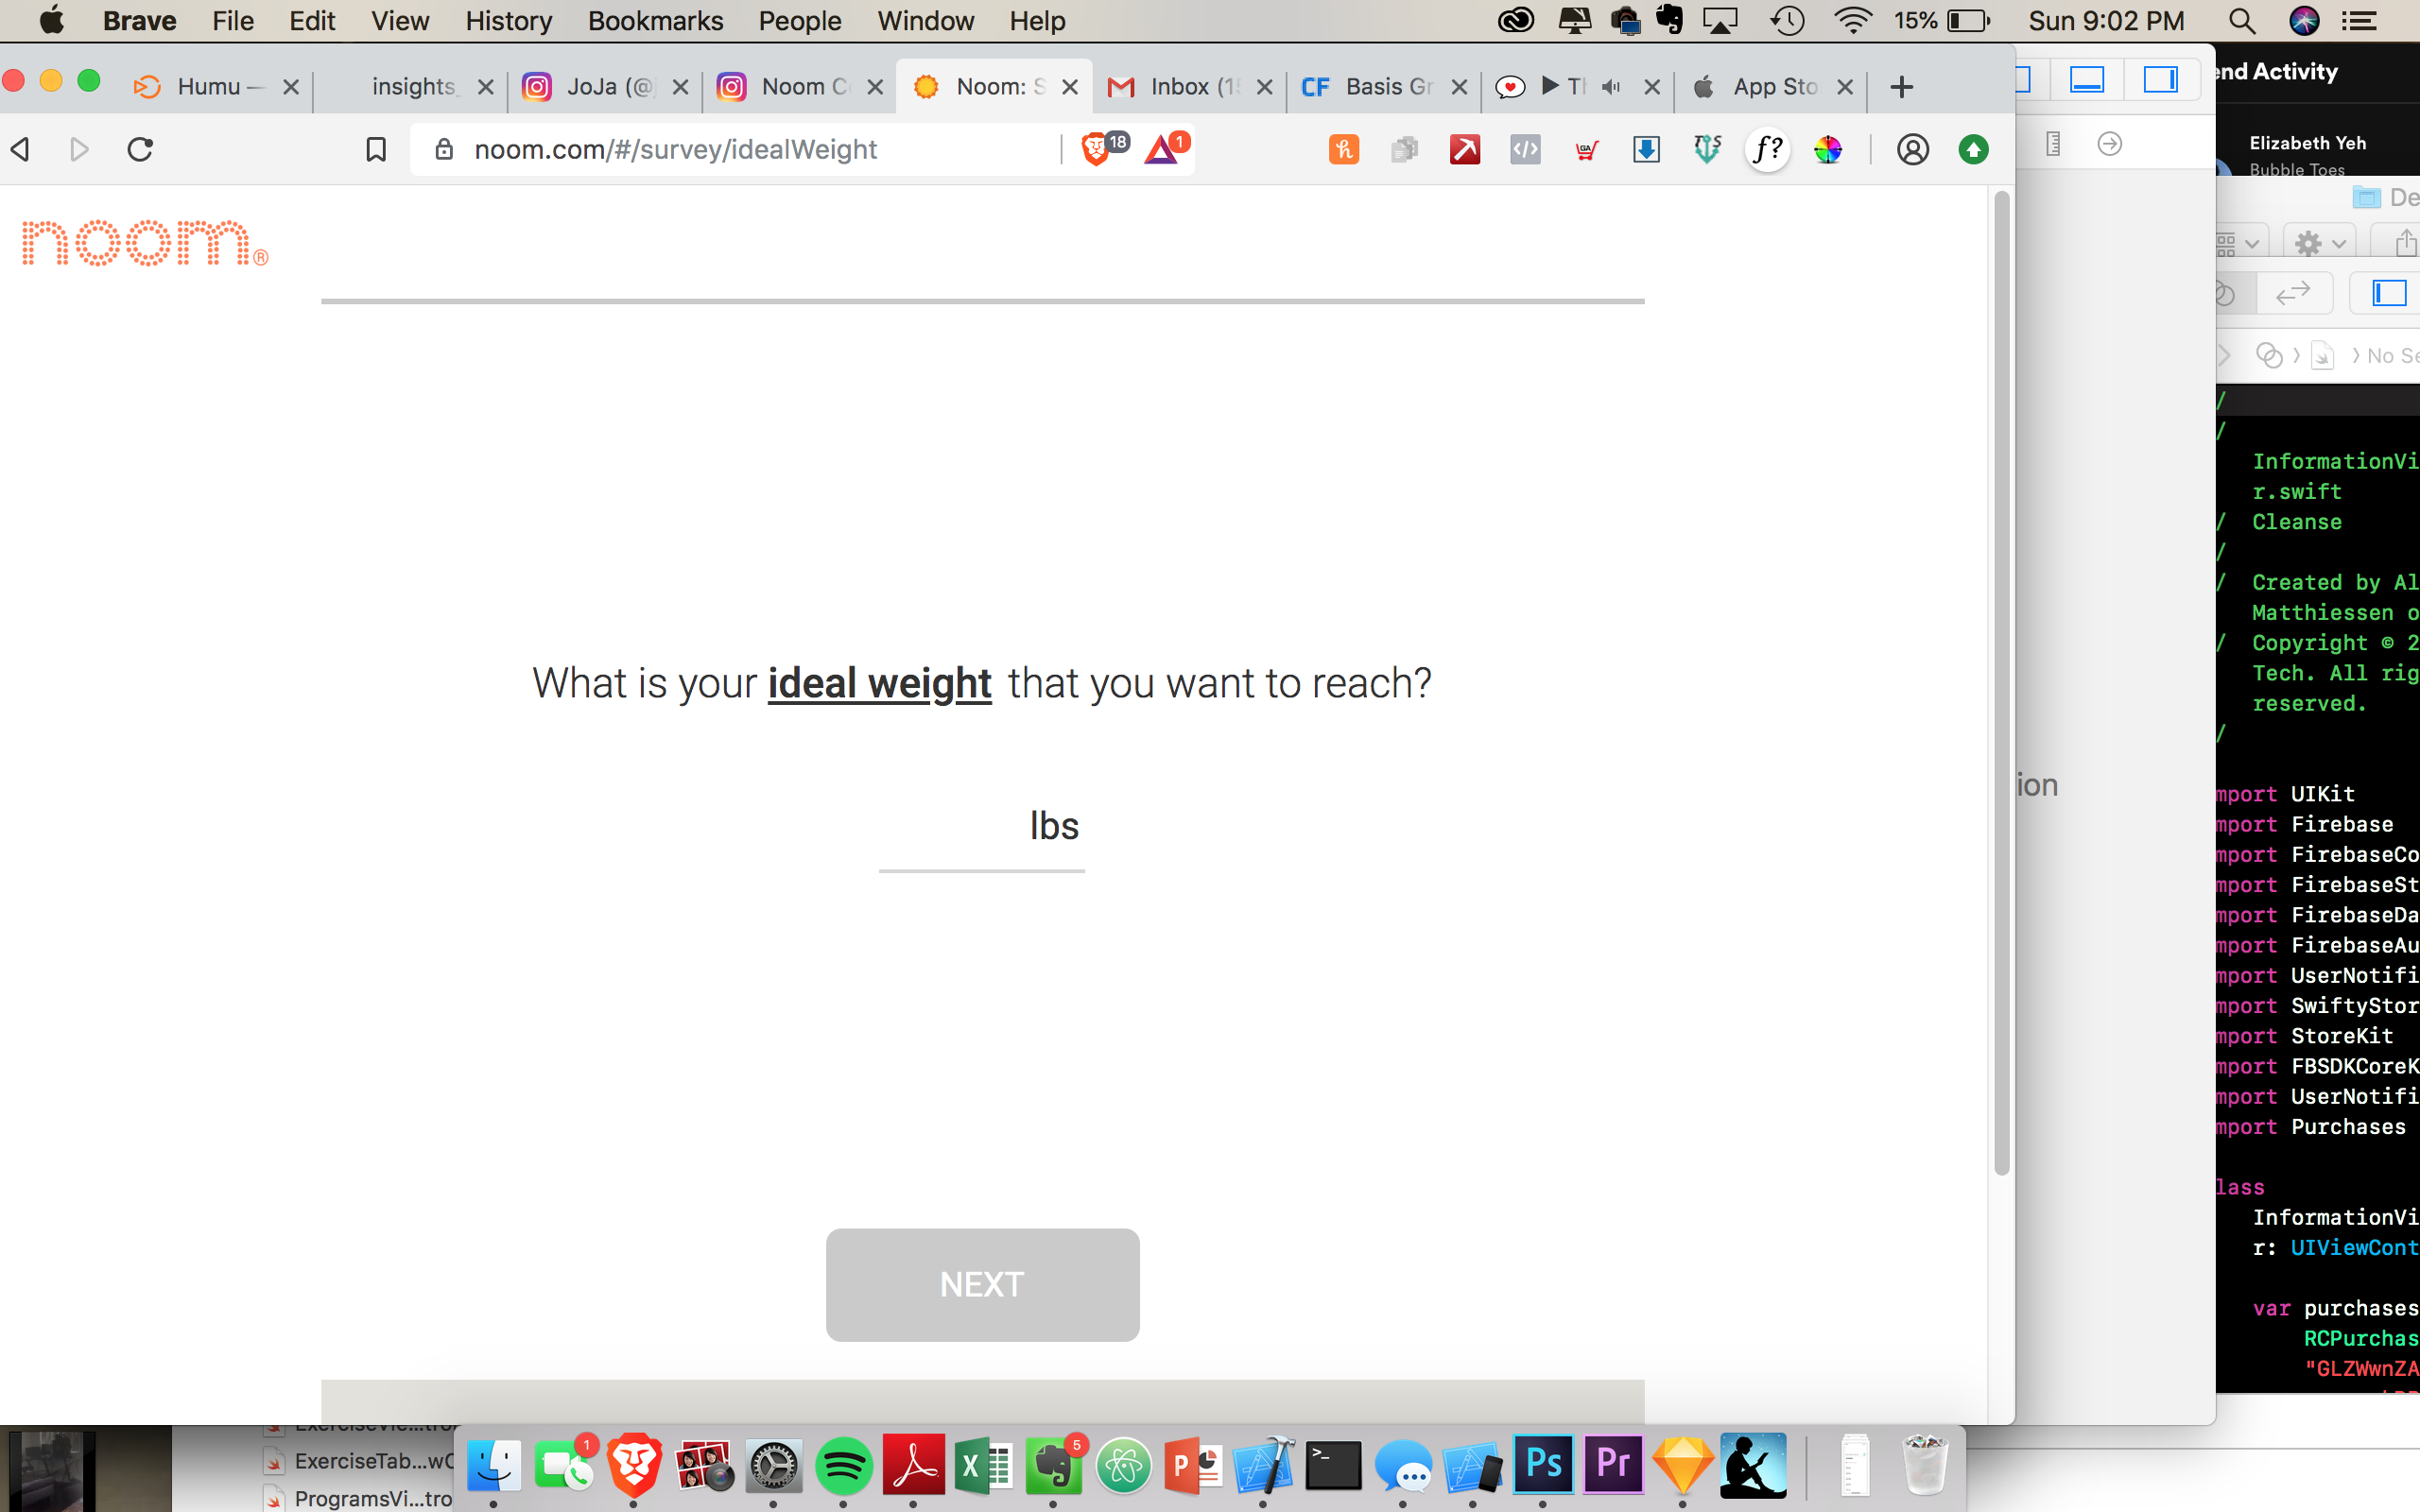 Brave File Edit View History Bookmarks People Window Help 15% Sun 9:02 PM
Humu — insights_ JoJa (@ Noom C Noom: S Inbox (1 CF Basis Gr App Sto
noom.com/#/survey/idealWeight 18 1
noom®
What is your ideal weight that you want to reach?
lbs
NEXT
end Activity
Elizabeth Yeh
Bubble Toes
De
No Se
/
/
InformationVi
r.swift
/ Cleanse
/
/ Created by Al
Matthiessen o
/ Copyright © 2
Tech. All rig
reserved.
/
ion
mport UIKit
mport Firebase
mport FirebaseCo
mport FirebaseSt
mport FirebaseDa
mport FirebaseAu
mport UserNotifi
mport SwiftyStor
mport StoreKit
mport FBSDKCoreK
mport UserNotifi
mport Purchases
lass
InformationVi
r: UIViewCont
var purchases
RCPurchas
"GLZWwnZA
ExerciseTab...wC
ProgramsVi...tro
1 5 Ps Pr